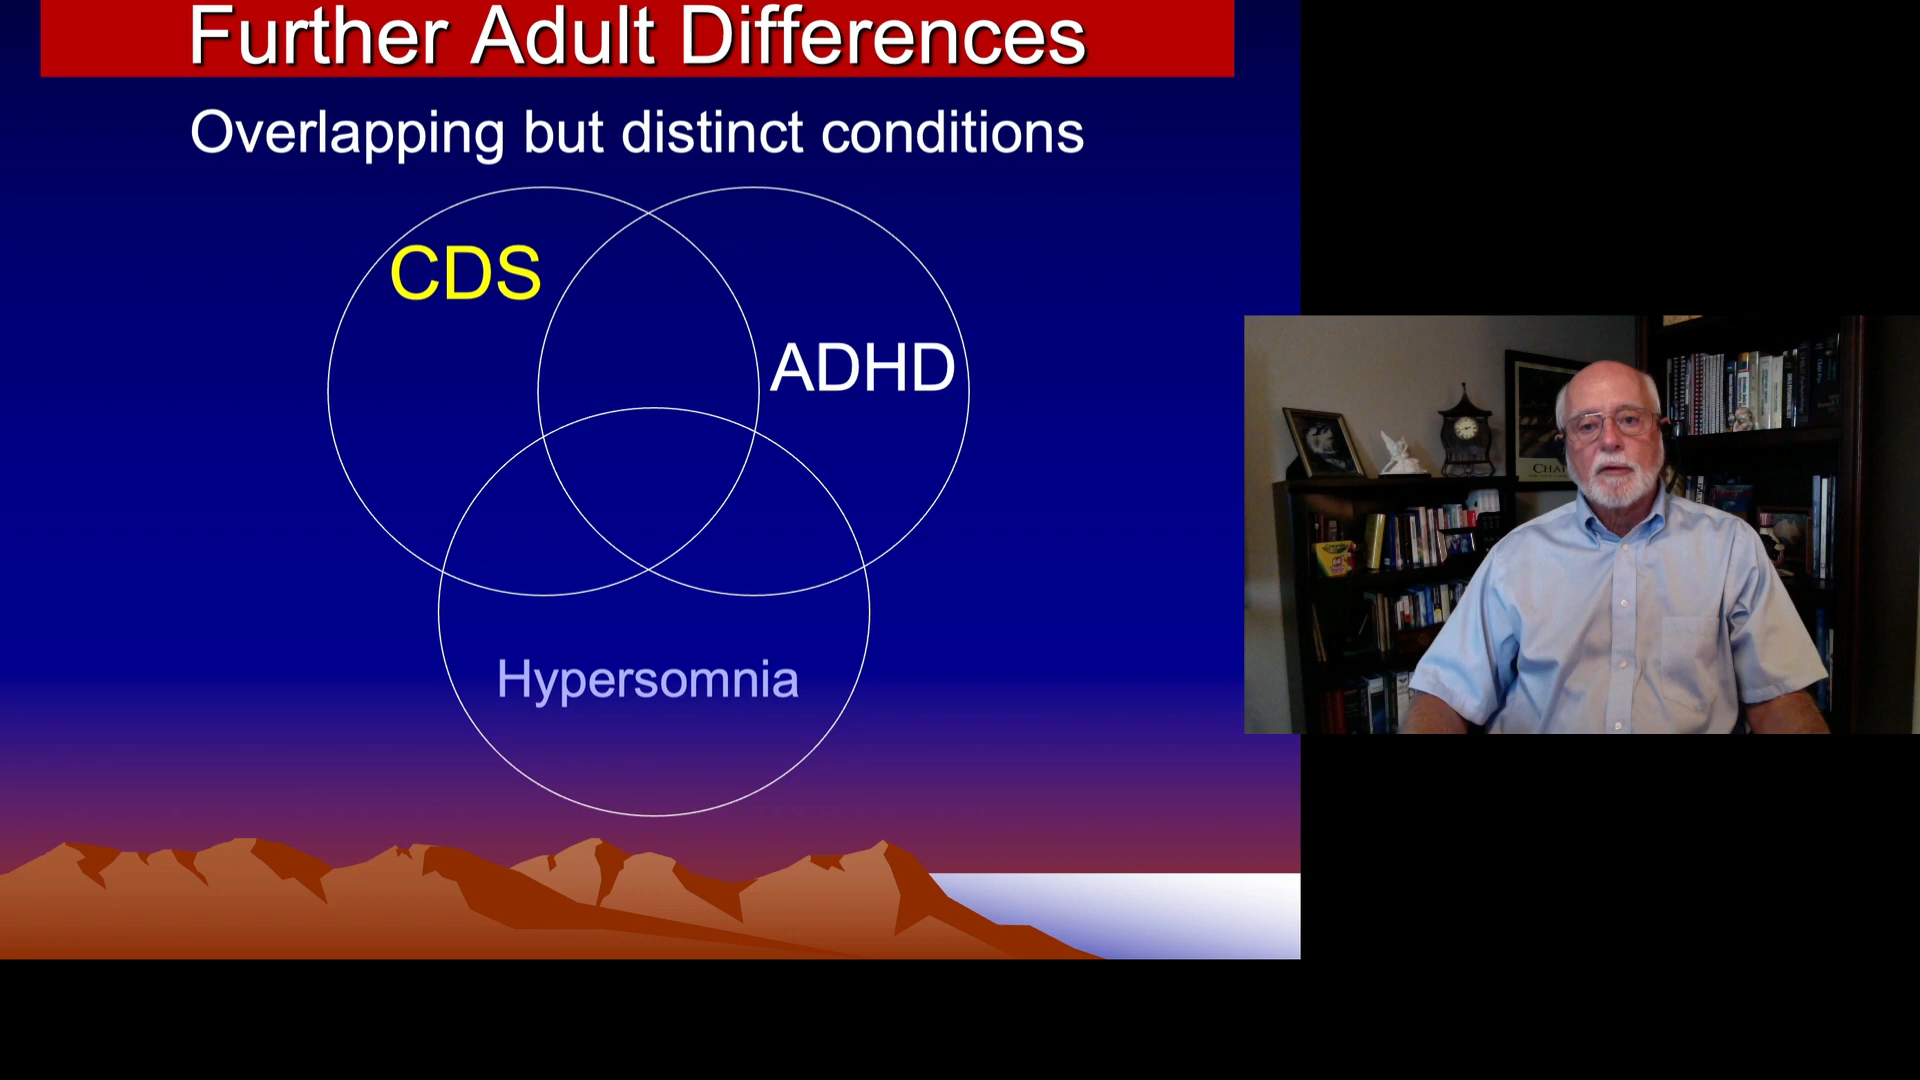 Further Adult Differences
Overlapping but distinct conditions
CDS
ADHD
Hypersomnia